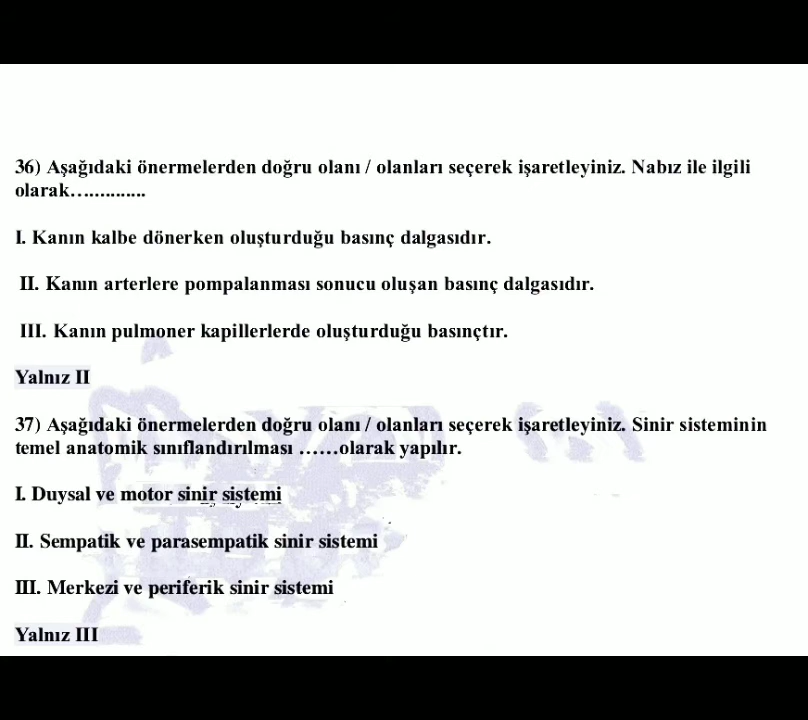 36) Aşağıdaki önermelerden doğru olanı / olanları seçerek işaretleyiniz. Nabız ile ilgili
olarak…...........
I. Kanın kalbe dönerken oluşturduğu basınç dalgasıdır.
II. Kanın arterlere pompalanması sonucu oluşan basınç dalgasıdır.
III. Kanın pulmoner kapillerlerde oluşturduğu basınçtır.
Yalnız II
37) Aşağıdaki önermelerden doğru olanı / olanları seçerek işaretleyiniz. Sinir sisteminin
temel anatomik sınıflandırılması ……olarak yapılır.
I. Duysal ve motor sinir sistemi
II. Sempatik ve parasempatik sinir sistemi
III. Merkezi ve periferik sinir sistemi
Yalnız III